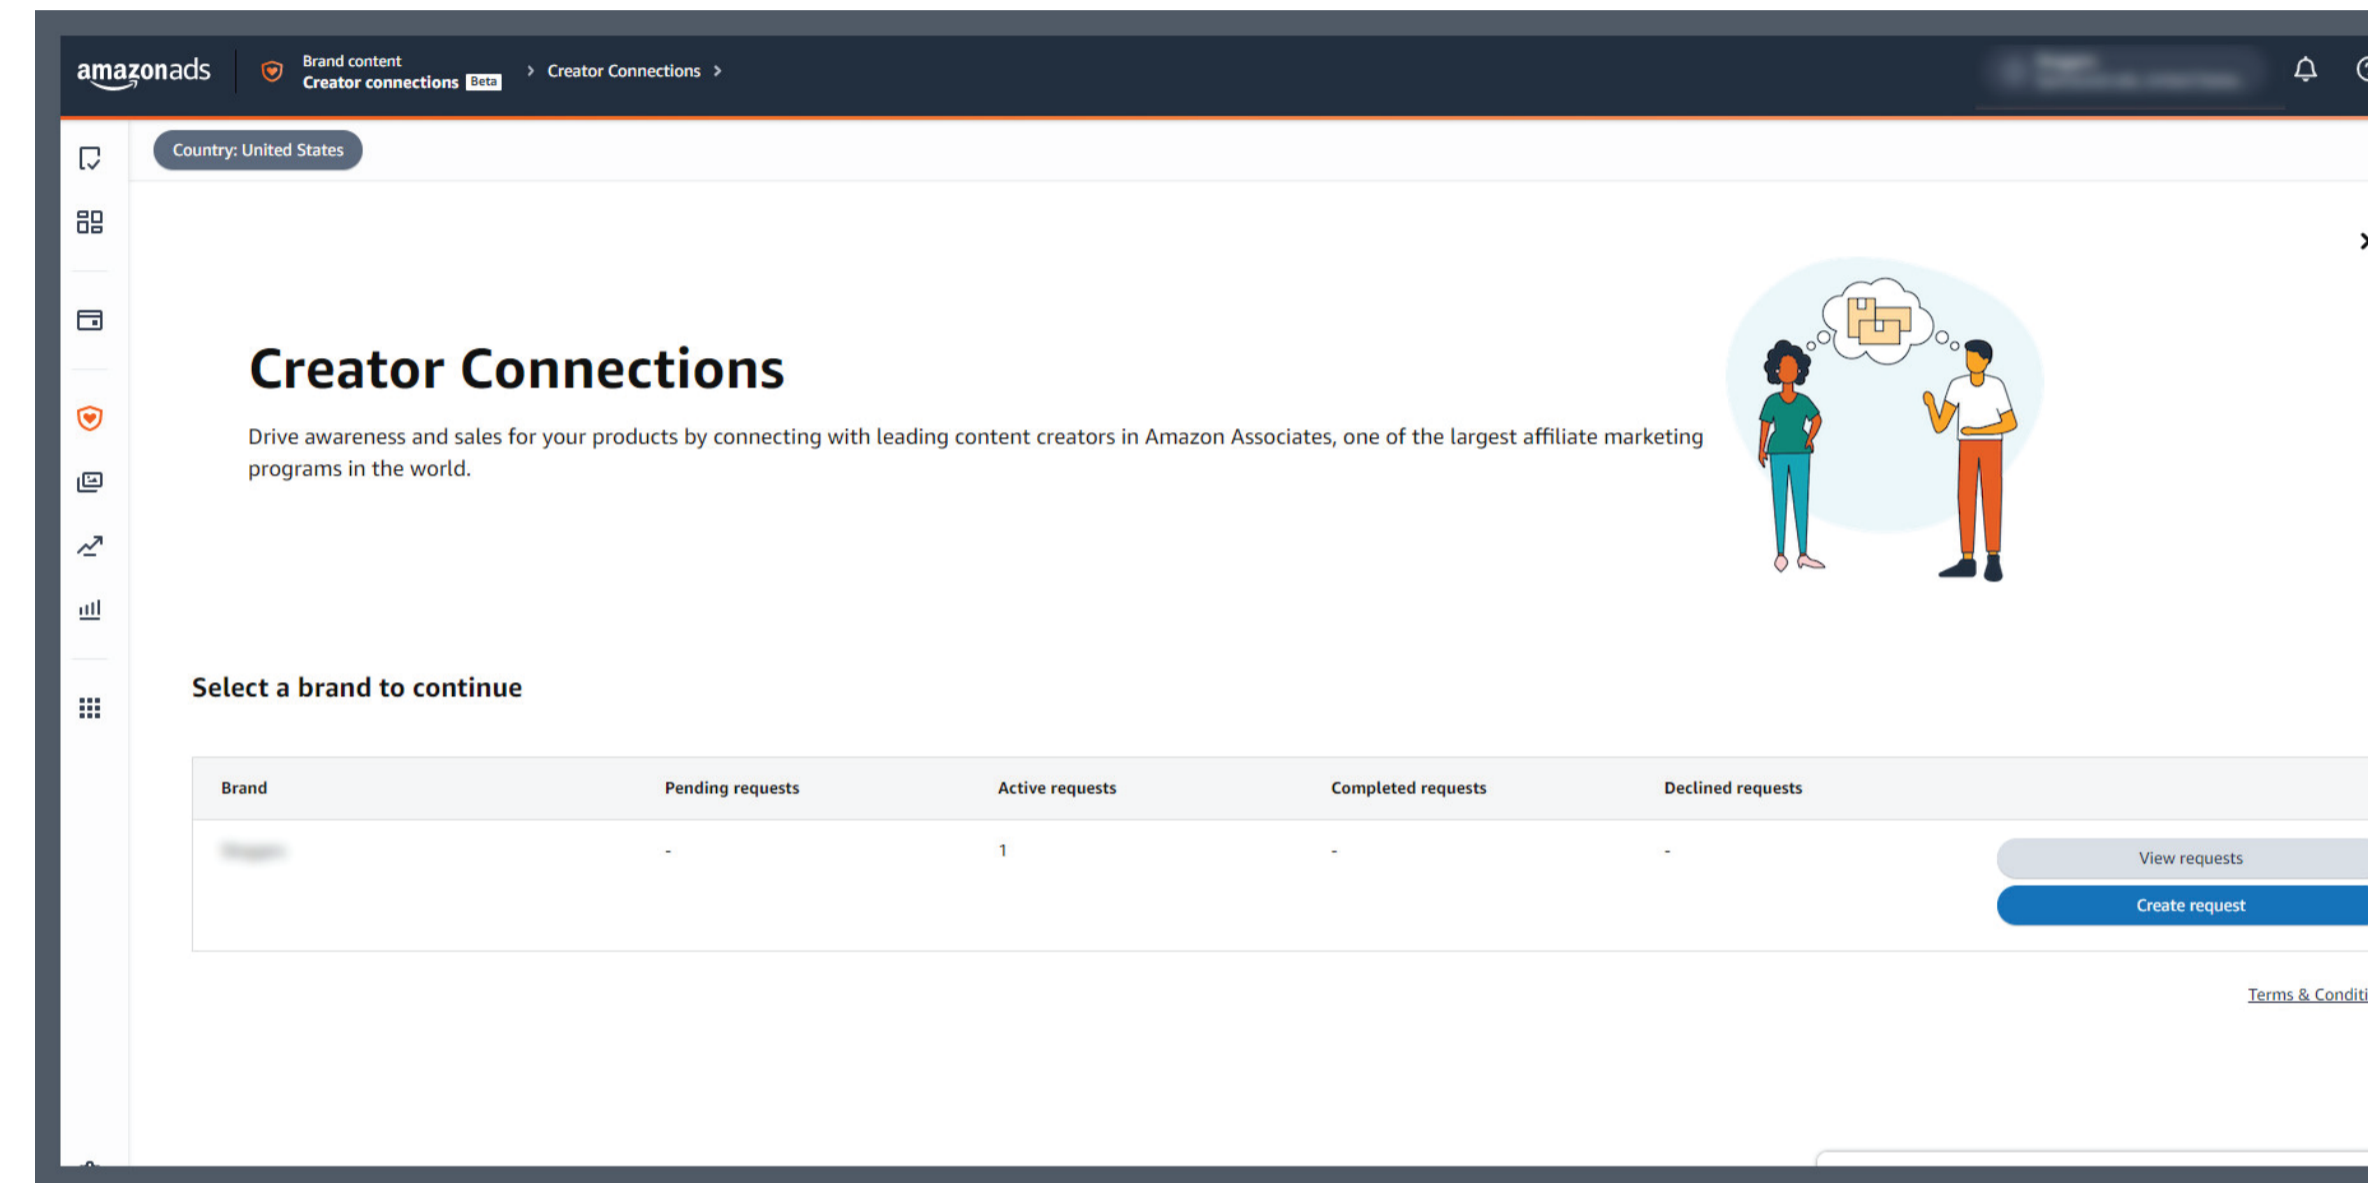 amazonads
Brand content
Creator connections Beta
> Creator Connections >
Country: United States
Creator Connections
Drive awareness and sales for your products by connecting with leading content creators in Amazon Associates, one of the largest affiliate marketing
programs in the world.
Select a brand to continue
Brand Pending requests Active requests Completed requests Declined requests
- 1 - -
View requests
Create request
Terms & Conditi